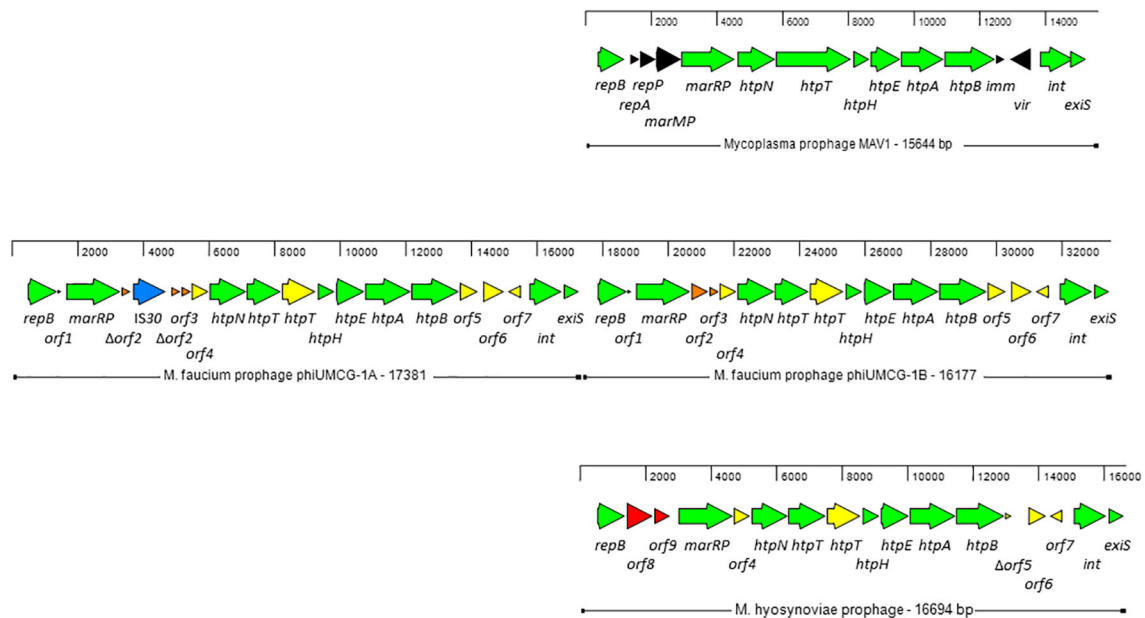 2000 4000 6000 8000 10000 12000 14000
repB repP marRP htpN htpT htpE htpA htpB imm int
repA htpH vir exiS
marMP
Mycoplasma prophage MAV1 - 15644 bp
2000 4000 6000 8000 10000 12000 14000 16000 18000 20000 22000 24000 26000 28000 30000 32000
repB marRP IS30 orf3 htpN htpT htpT htpE htpA htpB orf5 orf7 exiS repB marRP orf3 htpN htpT htpT htpE htpA htpB orf5 orf7 exiS
orf1 Δorf2 Δorf2 htpH orf6 int orf1 orf2 htpH orf6 int
orf4 orf4
M. faucium prophage phiUMCG-1A - 17381 M. faucium prophage phiUMCG-1B - 16177
2000 4000 6000 8000 10000 12000 14000 16000
repB orf9 marRP htpN htpT htpT htpE htpA htpB orf7 exiS
orf8 orf4 htpH Δorf5 int
orf6
M. hyosynoviae prophage - 16694 bp